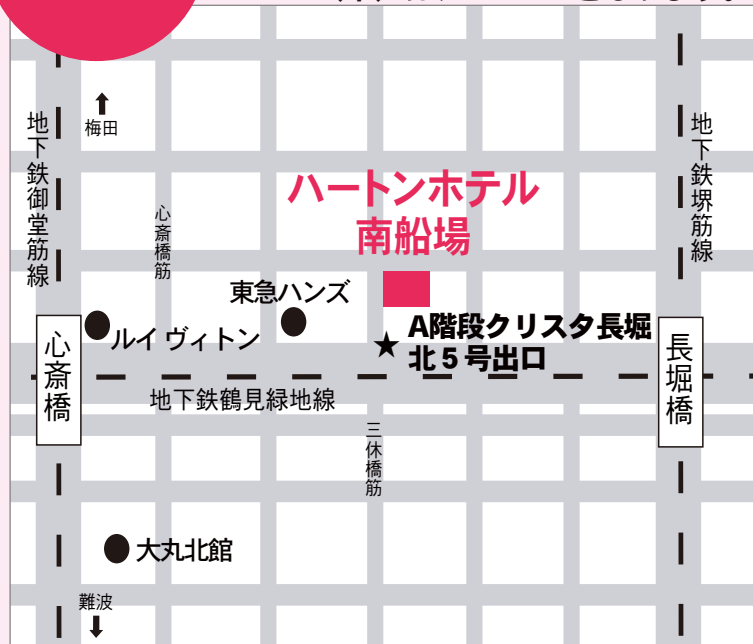 梅田
地下鉄御堂筋線
地下鉄堺筋線
心斎橋筋
ハートンホテル
南船場
東急ハンズ
ルイ ヴィトン
A階段クリスタ長堀
北5号出口
心斎橋
長堀橋
地下鉄鶴見緑地線
三休橋筋
大丸北館
難波